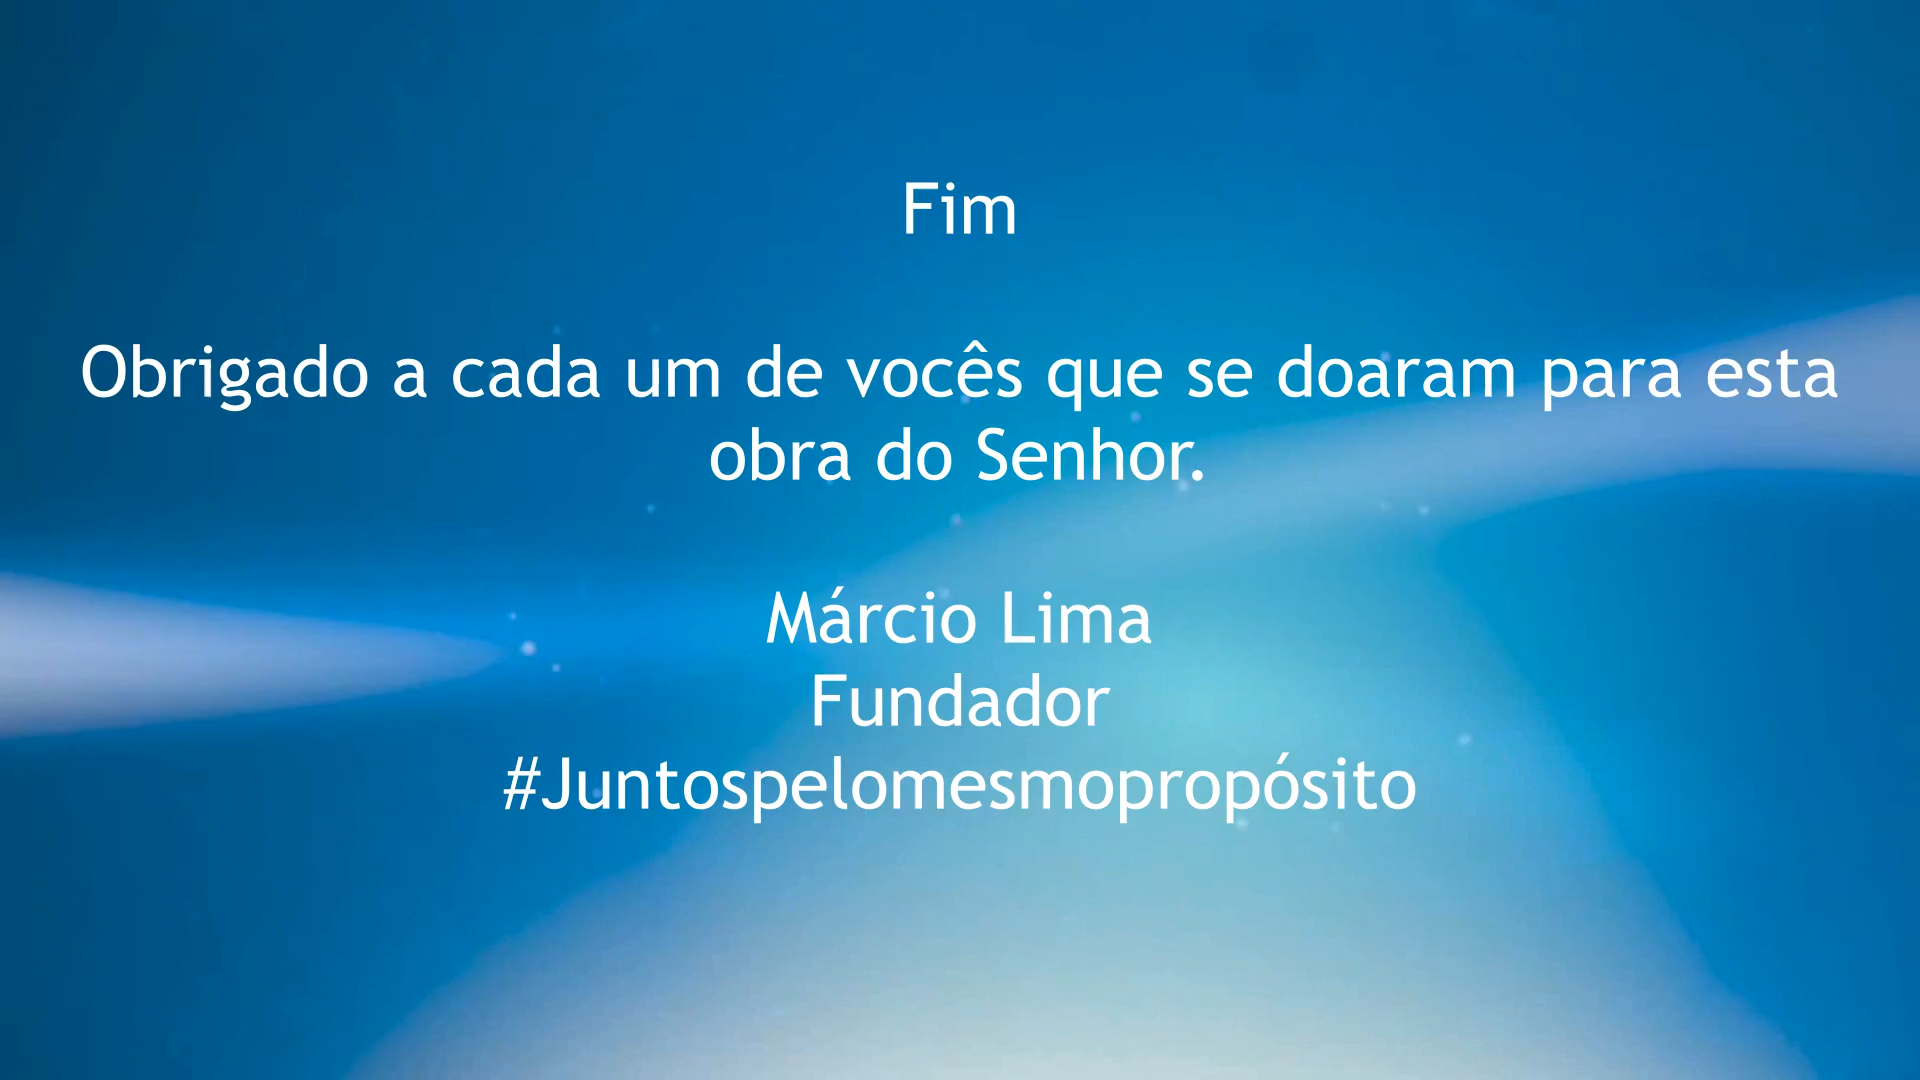 Fim
Obrigado a cada um de vocês que se doaram para esta
obra do Senhor.
Márcio Lima
Fundador
#Juntospelomesmopropósito